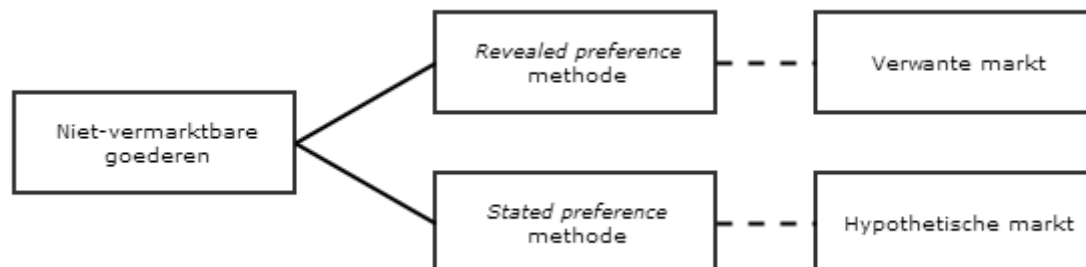 Niet-vermarktbare
goederen
Revealed preference
methode
Verwante markt
Stated preference
methode
Hypothetische markt